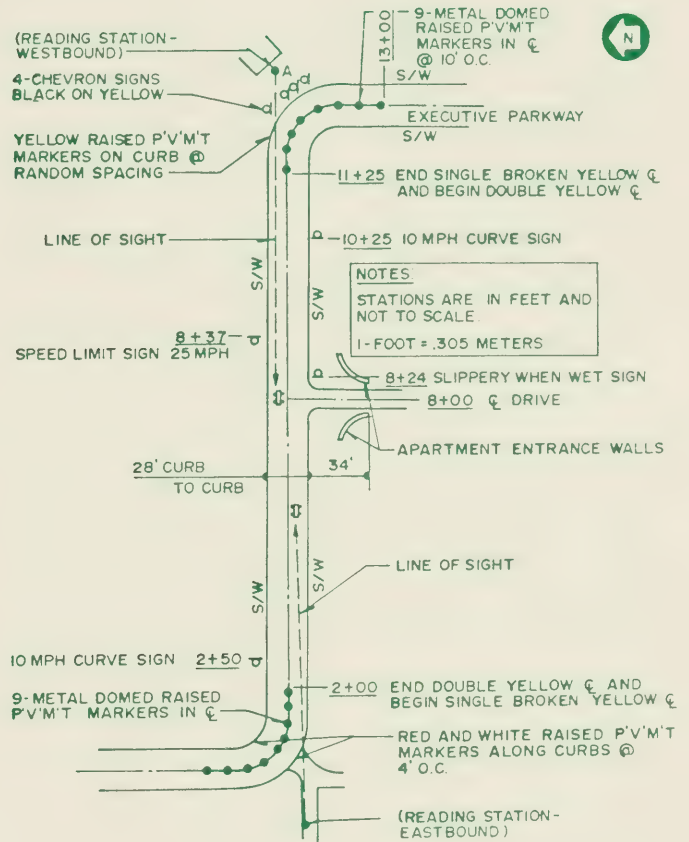 (READING STATION-
WESTBOUND)
A
9-METAL DOMED
RAISED P'V'M'T
MARKERS IN ℄
@ 10' O.C.
13+00
N
4-CHEVRON SIGNS
BLACK ON YELLOW
S/W
EXECUTIVE PARKWAY
S/W
YELLOW RAISED P'V'M'T
MARKERS ON CURB @
RANDOM SPACING
11+25 END SINGLE BROKEN YELLOW ℄
AND BEGIN DOUBLE YELLOW ℄
LINE OF SIGHT
10+25 10 MPH CURVE SIGN
S/W
S/W
NOTES:
STATIONS ARE IN FEET AND
NOT TO SCALE.
1-FOOT = .305 METERS
8+37
SPEED LIMIT SIGN
25 MPH
8+24 SLIPPERY WHEN WET SIGN
8+00 ℄ DRIVE
APARTMENT ENTRANCE WALLS
28' CURB
TO CURB
34'
LINE OF SIGHT
S/W
S/W
10 MPH CURVE SIGN 2+50
9-METAL DOMED RAISED
P'V'M'T MARKERS IN ℄
2+00 END DOUBLE YELLOW ℄ AND
BEGIN SINGLE BROKEN YELLOW ℄
RED AND WHITE RAISED P'V'M'T
MARKERS ALONG CURBS @
4' O.C.
(READING STATION-
EASTBOUND)